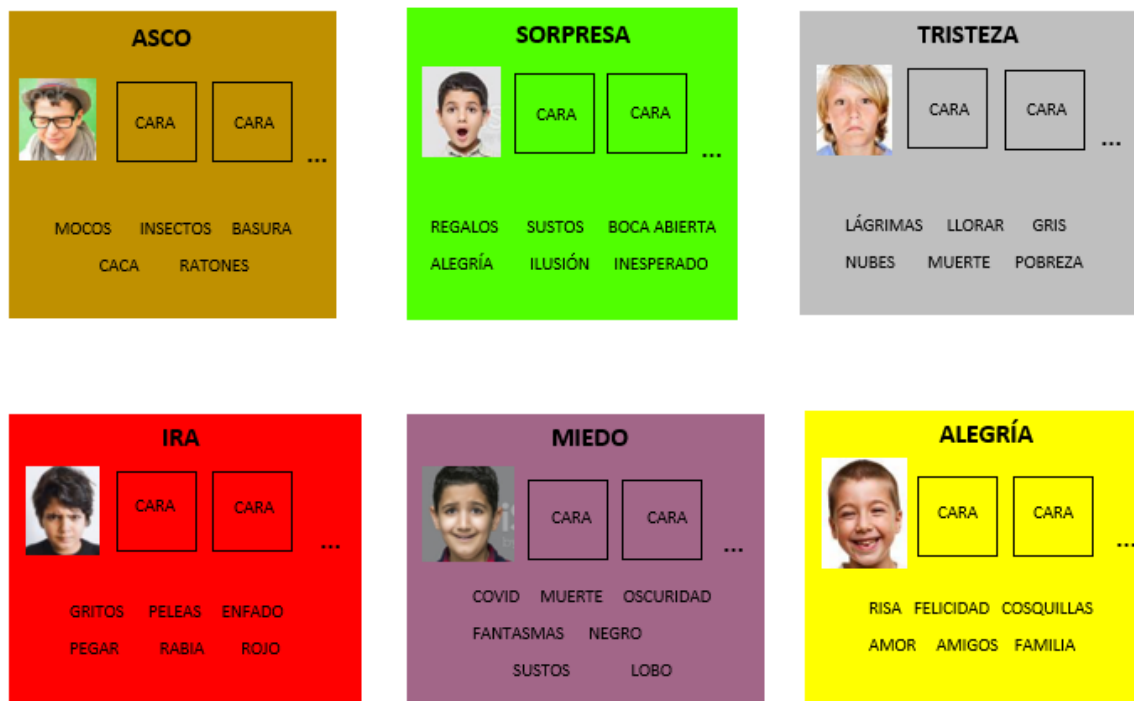 ASCO
CARA CARA
...
MOCOS INSECTOS BASURA
CACA RATONES
SORPRESA
CARA CARA
...
REGALOS SUSTOS BOCA ABIERTA
ALEGRÍA ILUSIÓN INESPERADO
TRISTEZA
CARA CARA
...
LÁGRIMAS LLORAR GRIS
NUBES MUERTE POBREZA
IRA
CARA CARA
...
GRITOS PELEAS ENFADO
PEGAR RABIA ROJO
MIEDO
CARA CARA
...
COVID MUERTE OSCURIDAD
FANTASMAS NEGRO
SUSTOS LOBO
ALEGRÍA
CARA CARA
...
RISA FELICIDAD COSQUILLAS
AMOR AMIGOS FAMILIA